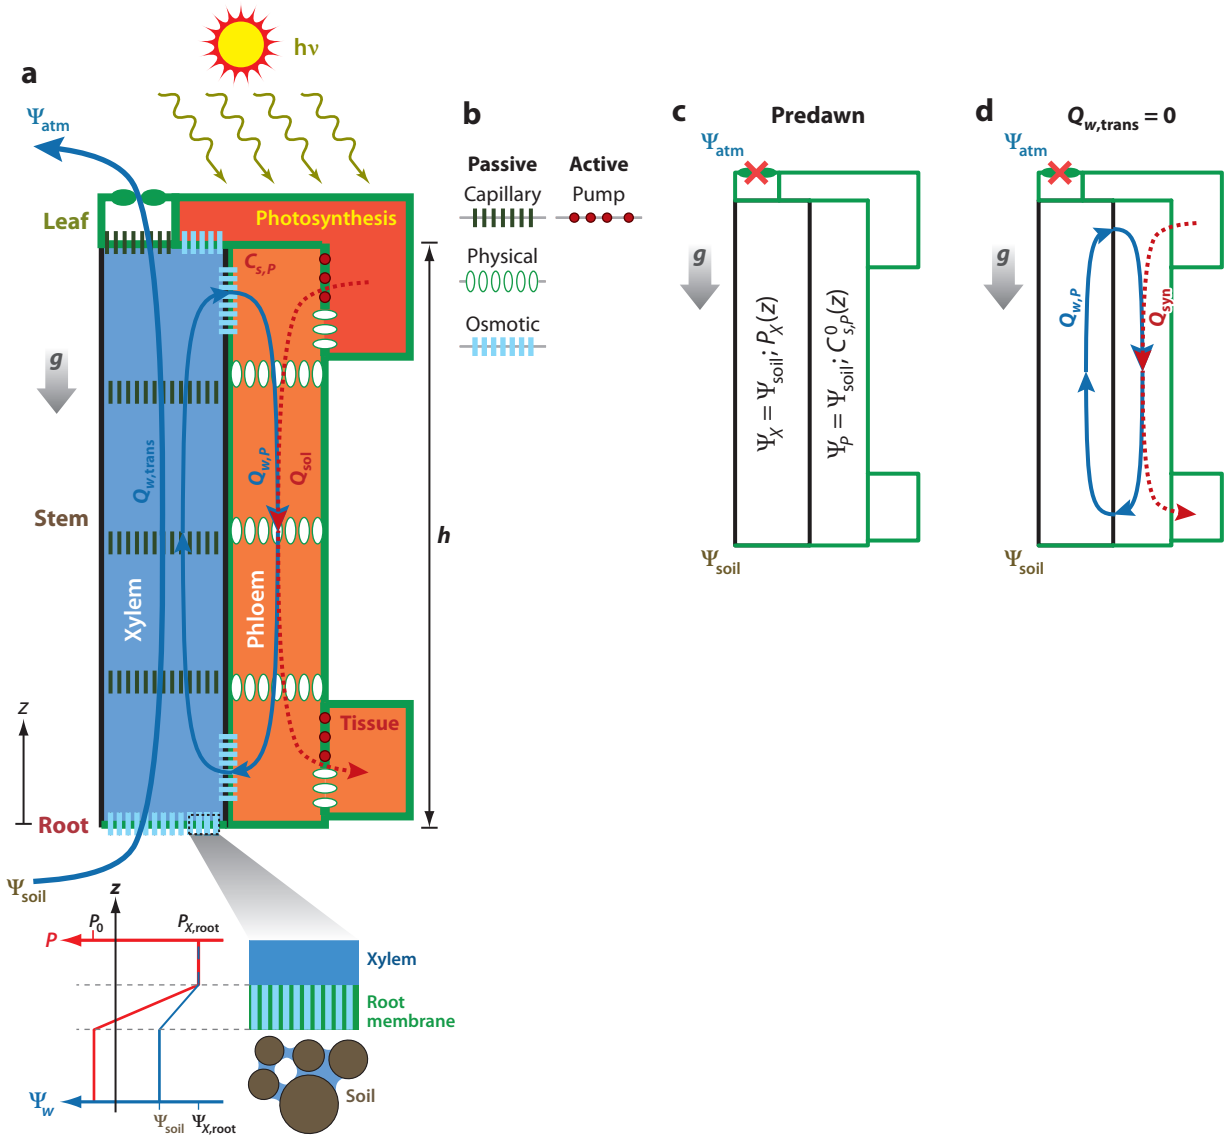 a
hν
Ψatm
Leaf
Photosynthesis
Cs,P
g
Qw,trans
Qw,P
Qsol
Stem
h
Xylem
Phloem
z
Tissue
Root
Ψsoil
z
P0
PX,root
P
Xylem
Root
membrane
Soil
Ψw
Ψsoil
ΨX,root
b
Passive
Active
Capillary
Pump
Physical
Osmotic
c
Predawn
Ψatm
g
ΨX = Ψsoil; PX(z)
ΨP = Ψsoil; C0s,P(z)
Ψsoil
d
Qw,trans = 0
Ψatm
g
Qw,P
Qsyn
Ψsoil